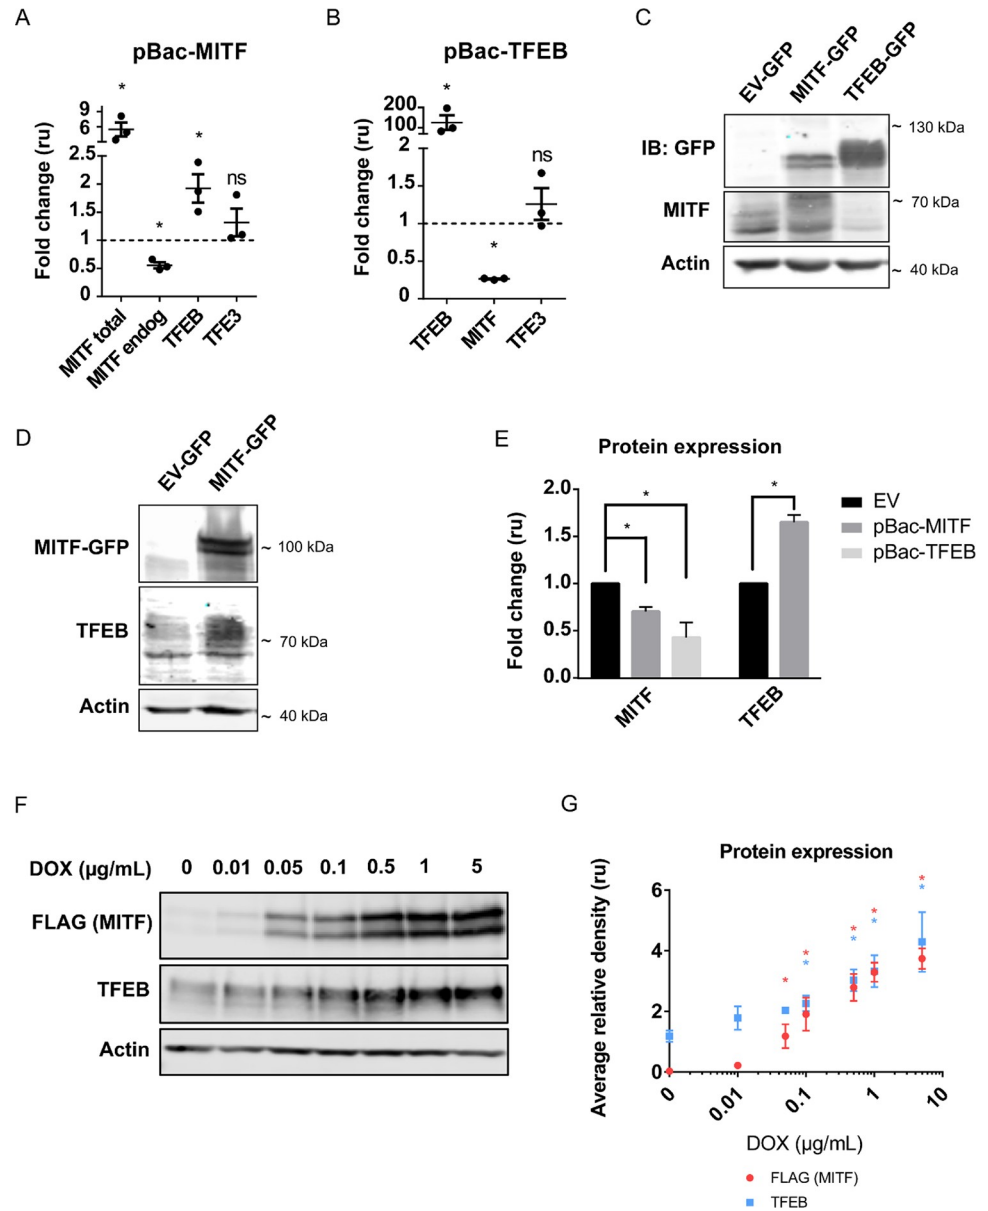 A
pBac-MITF
Fold change (ru)
9
6
3
2.5
2
1.5
1
0.5
0
*
*
*
ns
MITF total
MITF endog
TFEB
TFE3
B
pBac-TFEB
Fold change (ru)
200
100
2
1.5
1
0.5
0
*
*
ns
TFEB
MITF
TFE3
C
EV-GFP
MITF-GFP
TFEB-GFP
IB: GFP
~ 130 kDa
MITF
~ 70 kDa
Actin
~ 40 kDa
D
EV-GFP
MITF-GFP
MITF-GFP
~ 100 kDa
TFEB
~ 70 kDa
Actin
~ 40 kDa
E
Protein expression
Fold change (ru)
2.0
1.5
1.0
0.5
0.0
*
*
*
MITF
TFEB
EV
pBac-MITF
pBac-TFEB
F
DOX (µg/mL) 0 0.01 0.05 0.1 0.5 1 5
FLAG (MITF)
TFEB
Actin
G
Protein expression
Average relative density (ru)
6
4
2
0
*
*
*
*
*
*
*
*
*
0
0.01
0.1
1
10
DOX (µg/mL)
FLAG (MITF)
TFEB